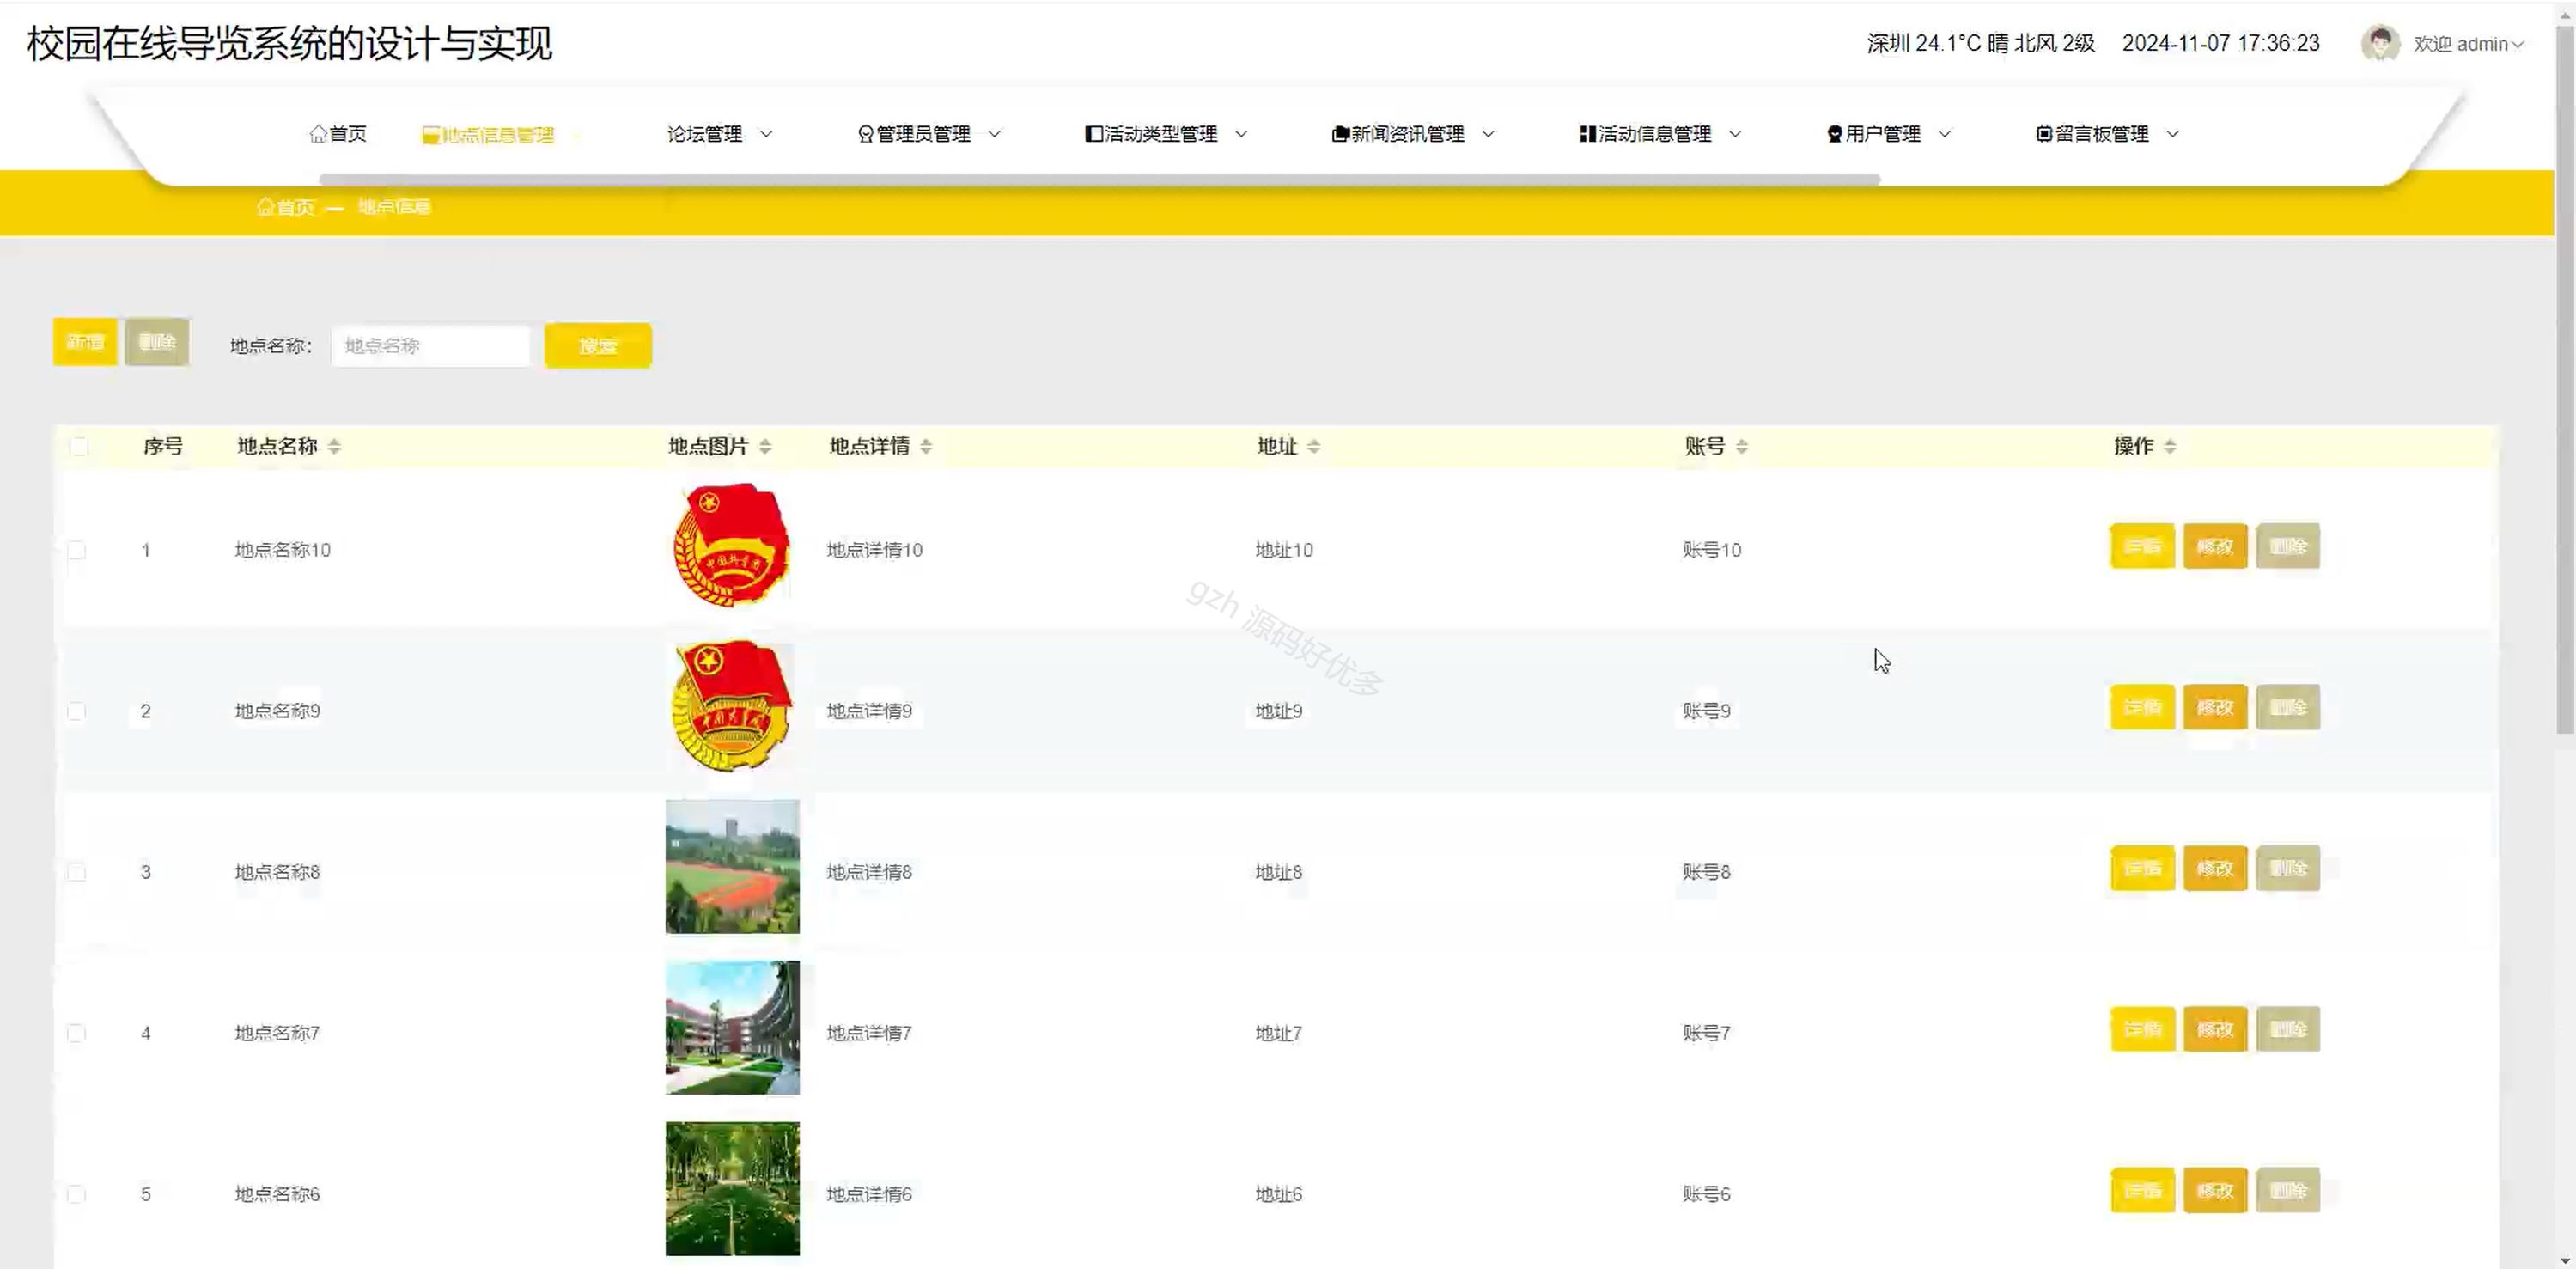 校园在线导览系统的设计与实现
深圳 24.1°C 晴 北风 2级 2024-11-07 17:36:23 欢迎 admin
首页 地点信息管理 论坛管理 管理员管理 活动类型管理 新闻资讯管理 活动信息管理 用户管理 留言板管理
首页 — 地点信息
新增 删除 地点名称： 地点名称 搜索
序号 地点名称 地点图片 地点详情 地址 账号 操作
1 地点名称10 中国共青团 地点详情10 地址10 账号10 详情 修改 删除
2 地点名称9 地点详情9 地址9 账号9 详情 修改 删除
3 地点名称8 地点详情8 地址8 账号8 详情 修改 删除
4 地点名称7 地点详情7 地址7 账号7 详情 修改 删除
5 地点名称6 地点详情6 地址6 账号6 详情 修改 删除
gzh 源码好优多